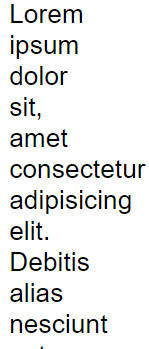 Lorem
ipsum
dolor
sit,
amet
consectetur
adipisicing
elit.
Debitis
alias
nesciunt